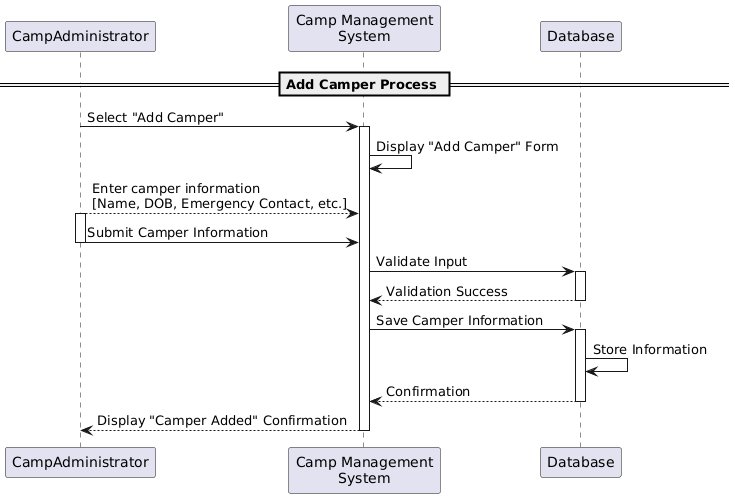 CampAdministrator
Camp Management
System
Database
Add Camper Process
Select "Add Camper"
Display "Add Camper" Form
Enter camper information
[Name, DOB, Emergency Contact, etc.]
Submit Camper Information
Validate Input
Validation Success
Save Camper Information
Store Information
Confirmation
Display "Camper Added" Confirmation
CampAdministrator
Camp Management
System
Database